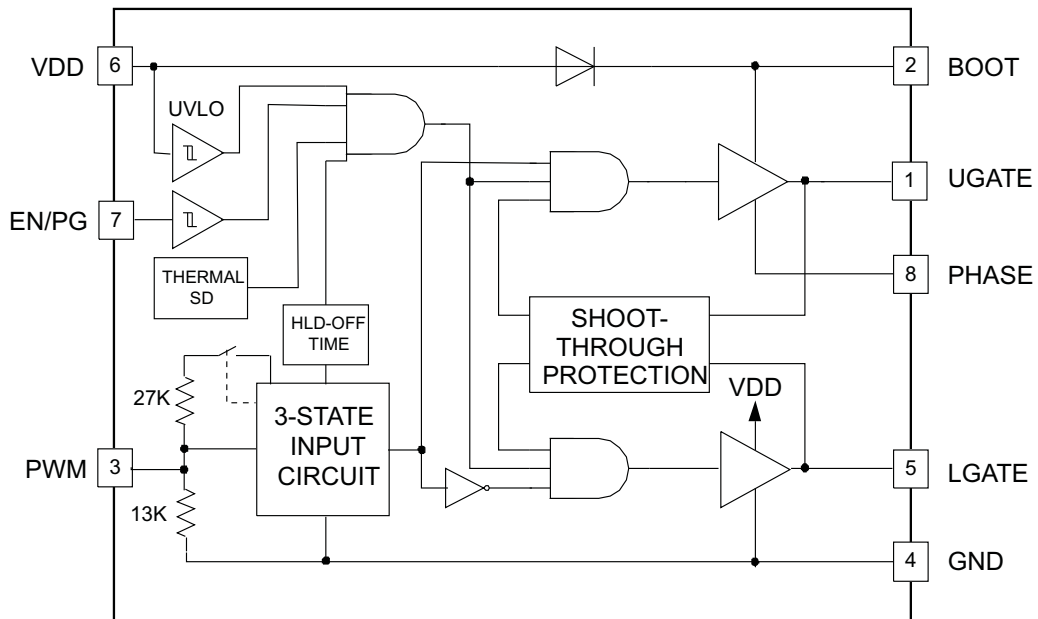 VDD
6
2
BOOT
UVLO
1
UGATE
EN/PG
7
THERMAL
SD
8
PHASE
HLD-OFF
TIME
SHOOT-
THROUGH
PROTECTION
27K
3-STATE
INPUT
CIRCUIT
VDD
PWM
3
5
LGATE
13K
4
GND